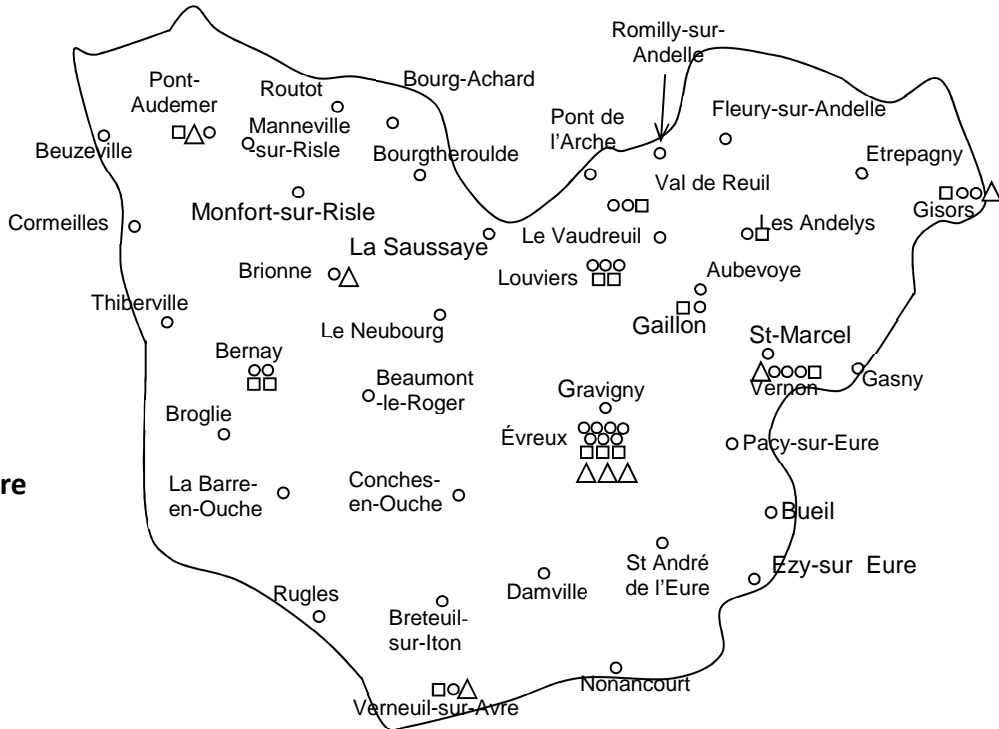 Romilly-sur-
Andelle
Bourg-Achard
Pont-
Audemer
Routot
Fleury-sur-Andelle
Pont de
l'Arche
Manneville
-sur-Risle
Beuzeville
Bourgtheroulde
Etrepagny
Val de Reuil
Monfort-sur-Risle
Gisors
Cormeilles
La Saussaye
Le Vaudreuil
Les Andelys
Brionne
Louviers
Aubevoye
Thiberville
Le Neubourg
Gaillon
St-Marcel
Bernay
Beaumont
-le-Roger
Gravigny
Vernon
Gasny
Broglie
Évreux
Pacy-sur-Eure
re
La Barre-
en-Ouche
Conches-
en-Ouche
Bueil
St André
de l'Eure
Ezy-sur Eure
Rugles
Damville
Breteuil-
sur-Iton
Nonancourt
Verneuil-sur-Avre